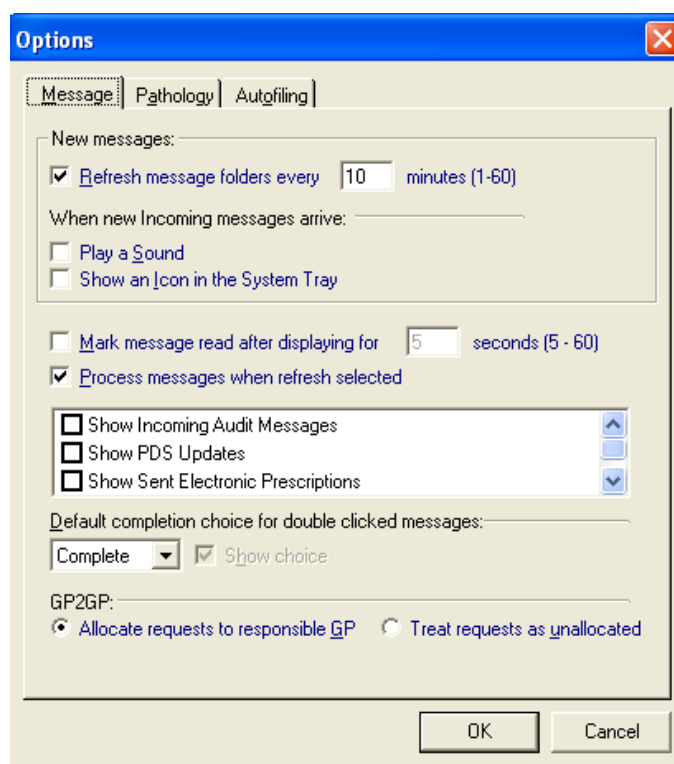 Options
Message Pathology Autofiling
New messages:
Refresh message folders every 10 minutes (1-60)
When new Incoming messages arrive:
Play a Sound
Show an Icon in the System Tray
Mark message read after displaying for 5 seconds (5 - 60)
Process messages when refresh selected
Show Incoming Audit Messages
Show PDS Updates
Show Sent Electronic Prescriptions
Default completion choice for double clicked messages:
Complete Show choice
GP2GP:
Allocate requests to responsible GP Treat requests as unallocated
OK Cancel